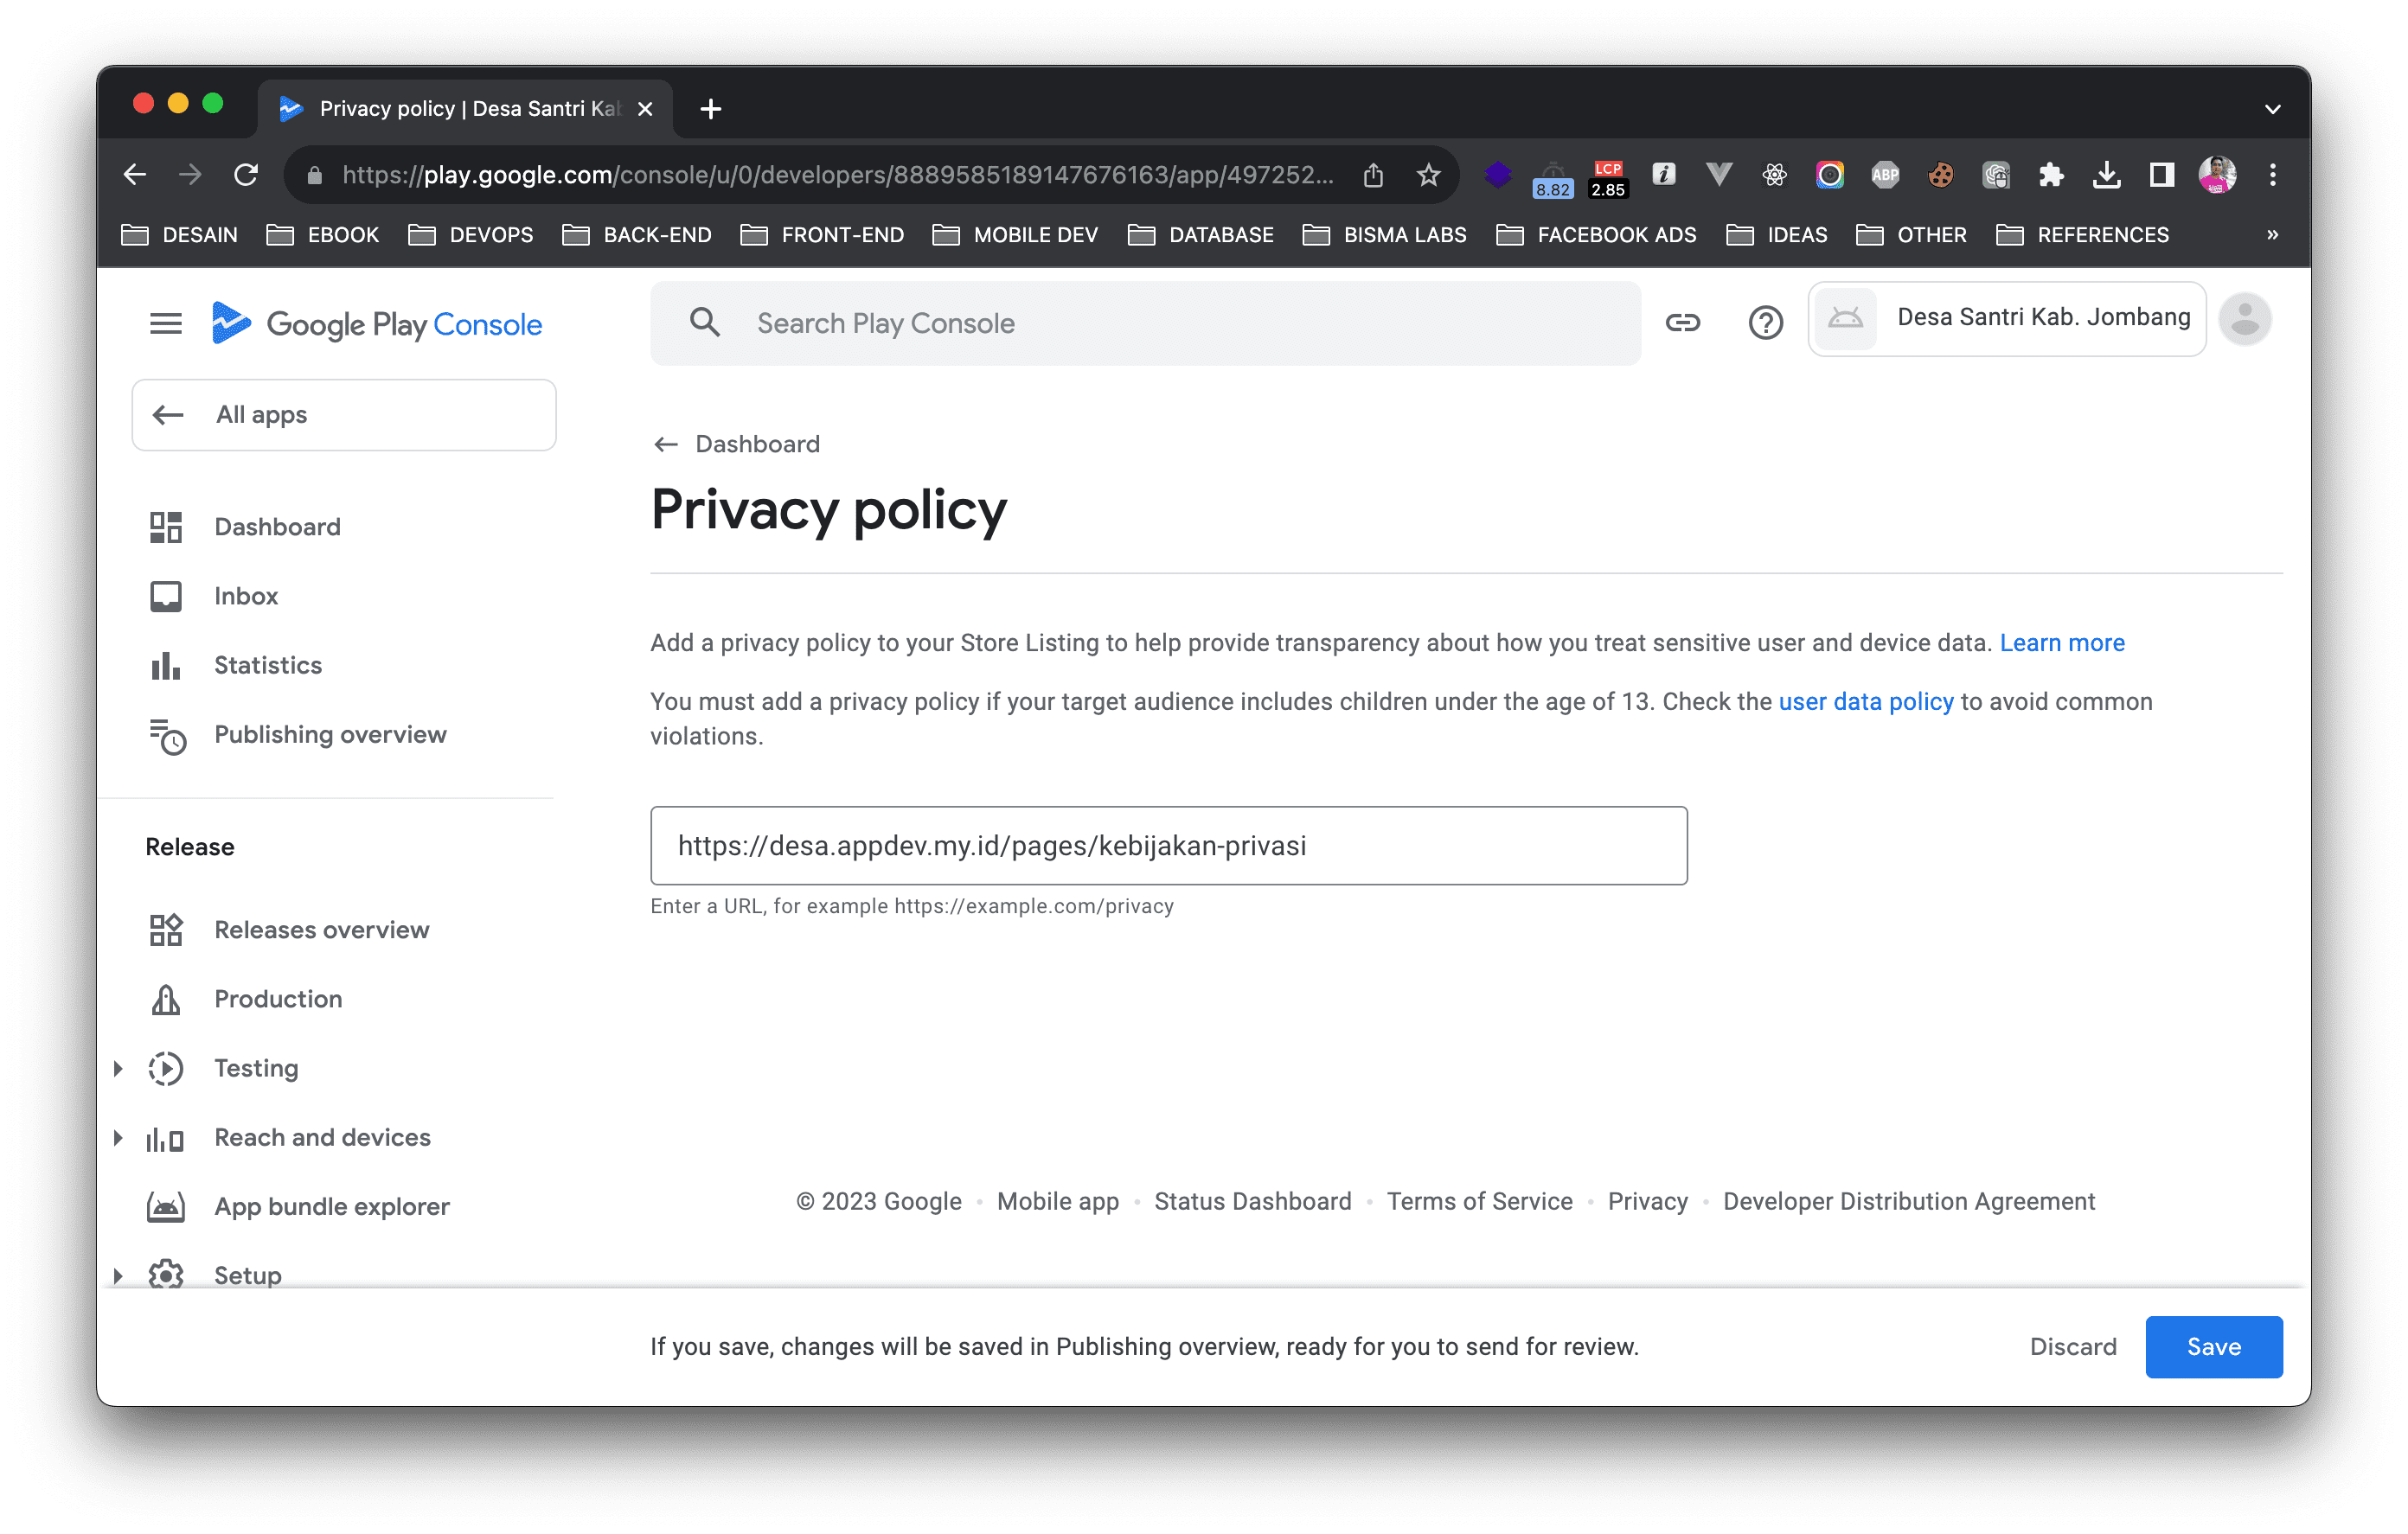 Privacy policy | Desa Santri Kab
https://play.google.com/console/u/0/developers/8889585189147676163/app/497252...
8.82
LCP
2.85
ABP
DESAIN
EBOOK
DEVOPS
BACK-END
FRONT-END
MOBILE DEV
DATABASE
BISMA LABS
FACEBOOK ADS
IDEAS
OTHER
REFERENCES
»
Google Play Console
Search Play Console
Desa Santri Kab. Jombang
All apps
Dashboard
Inbox
Statistics
Publishing overview
Release
Releases overview
Production
Testing
Reach and devices
App bundle explorer
Setup
Dashboard
Privacy policy
Add a privacy policy to your Store Listing to help provide transparency about how you treat sensitive user and device data. Learn more
You must add a privacy policy if your target audience includes children under the age of 13. Check the user data policy to avoid common
violations.
https://desa.appdev.my.id/pages/kebijakan-privasi
Enter a URL, for example https://example.com/privacy
© 2023 Google • Mobile app • Status Dashboard • Terms of Service • Privacy • Developer Distribution Agreement
If you save, changes will be saved in Publishing overview, ready for you to send for review.
Discard
Save